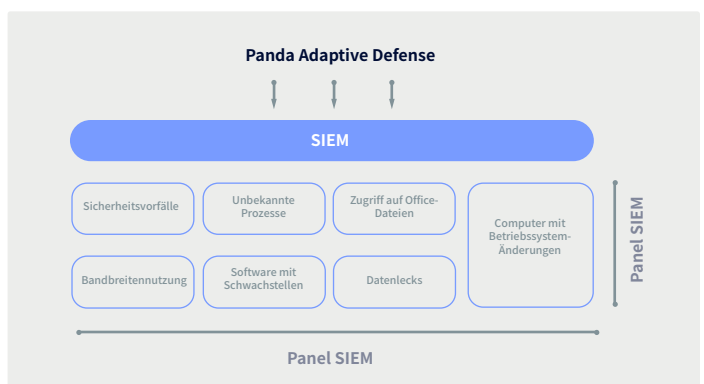 Panda Adaptive Defense
SIEM
Sicherheitsvorfälle
Unbekannte
Prozesse
Zugriff auf Office-
Dateien
Computer mit
Betriebssystem-
Änderungen
Bandbreitennutzung
Software mit
Schwachstellen
Datenlecks
Panel SIEM
Panel SIEM